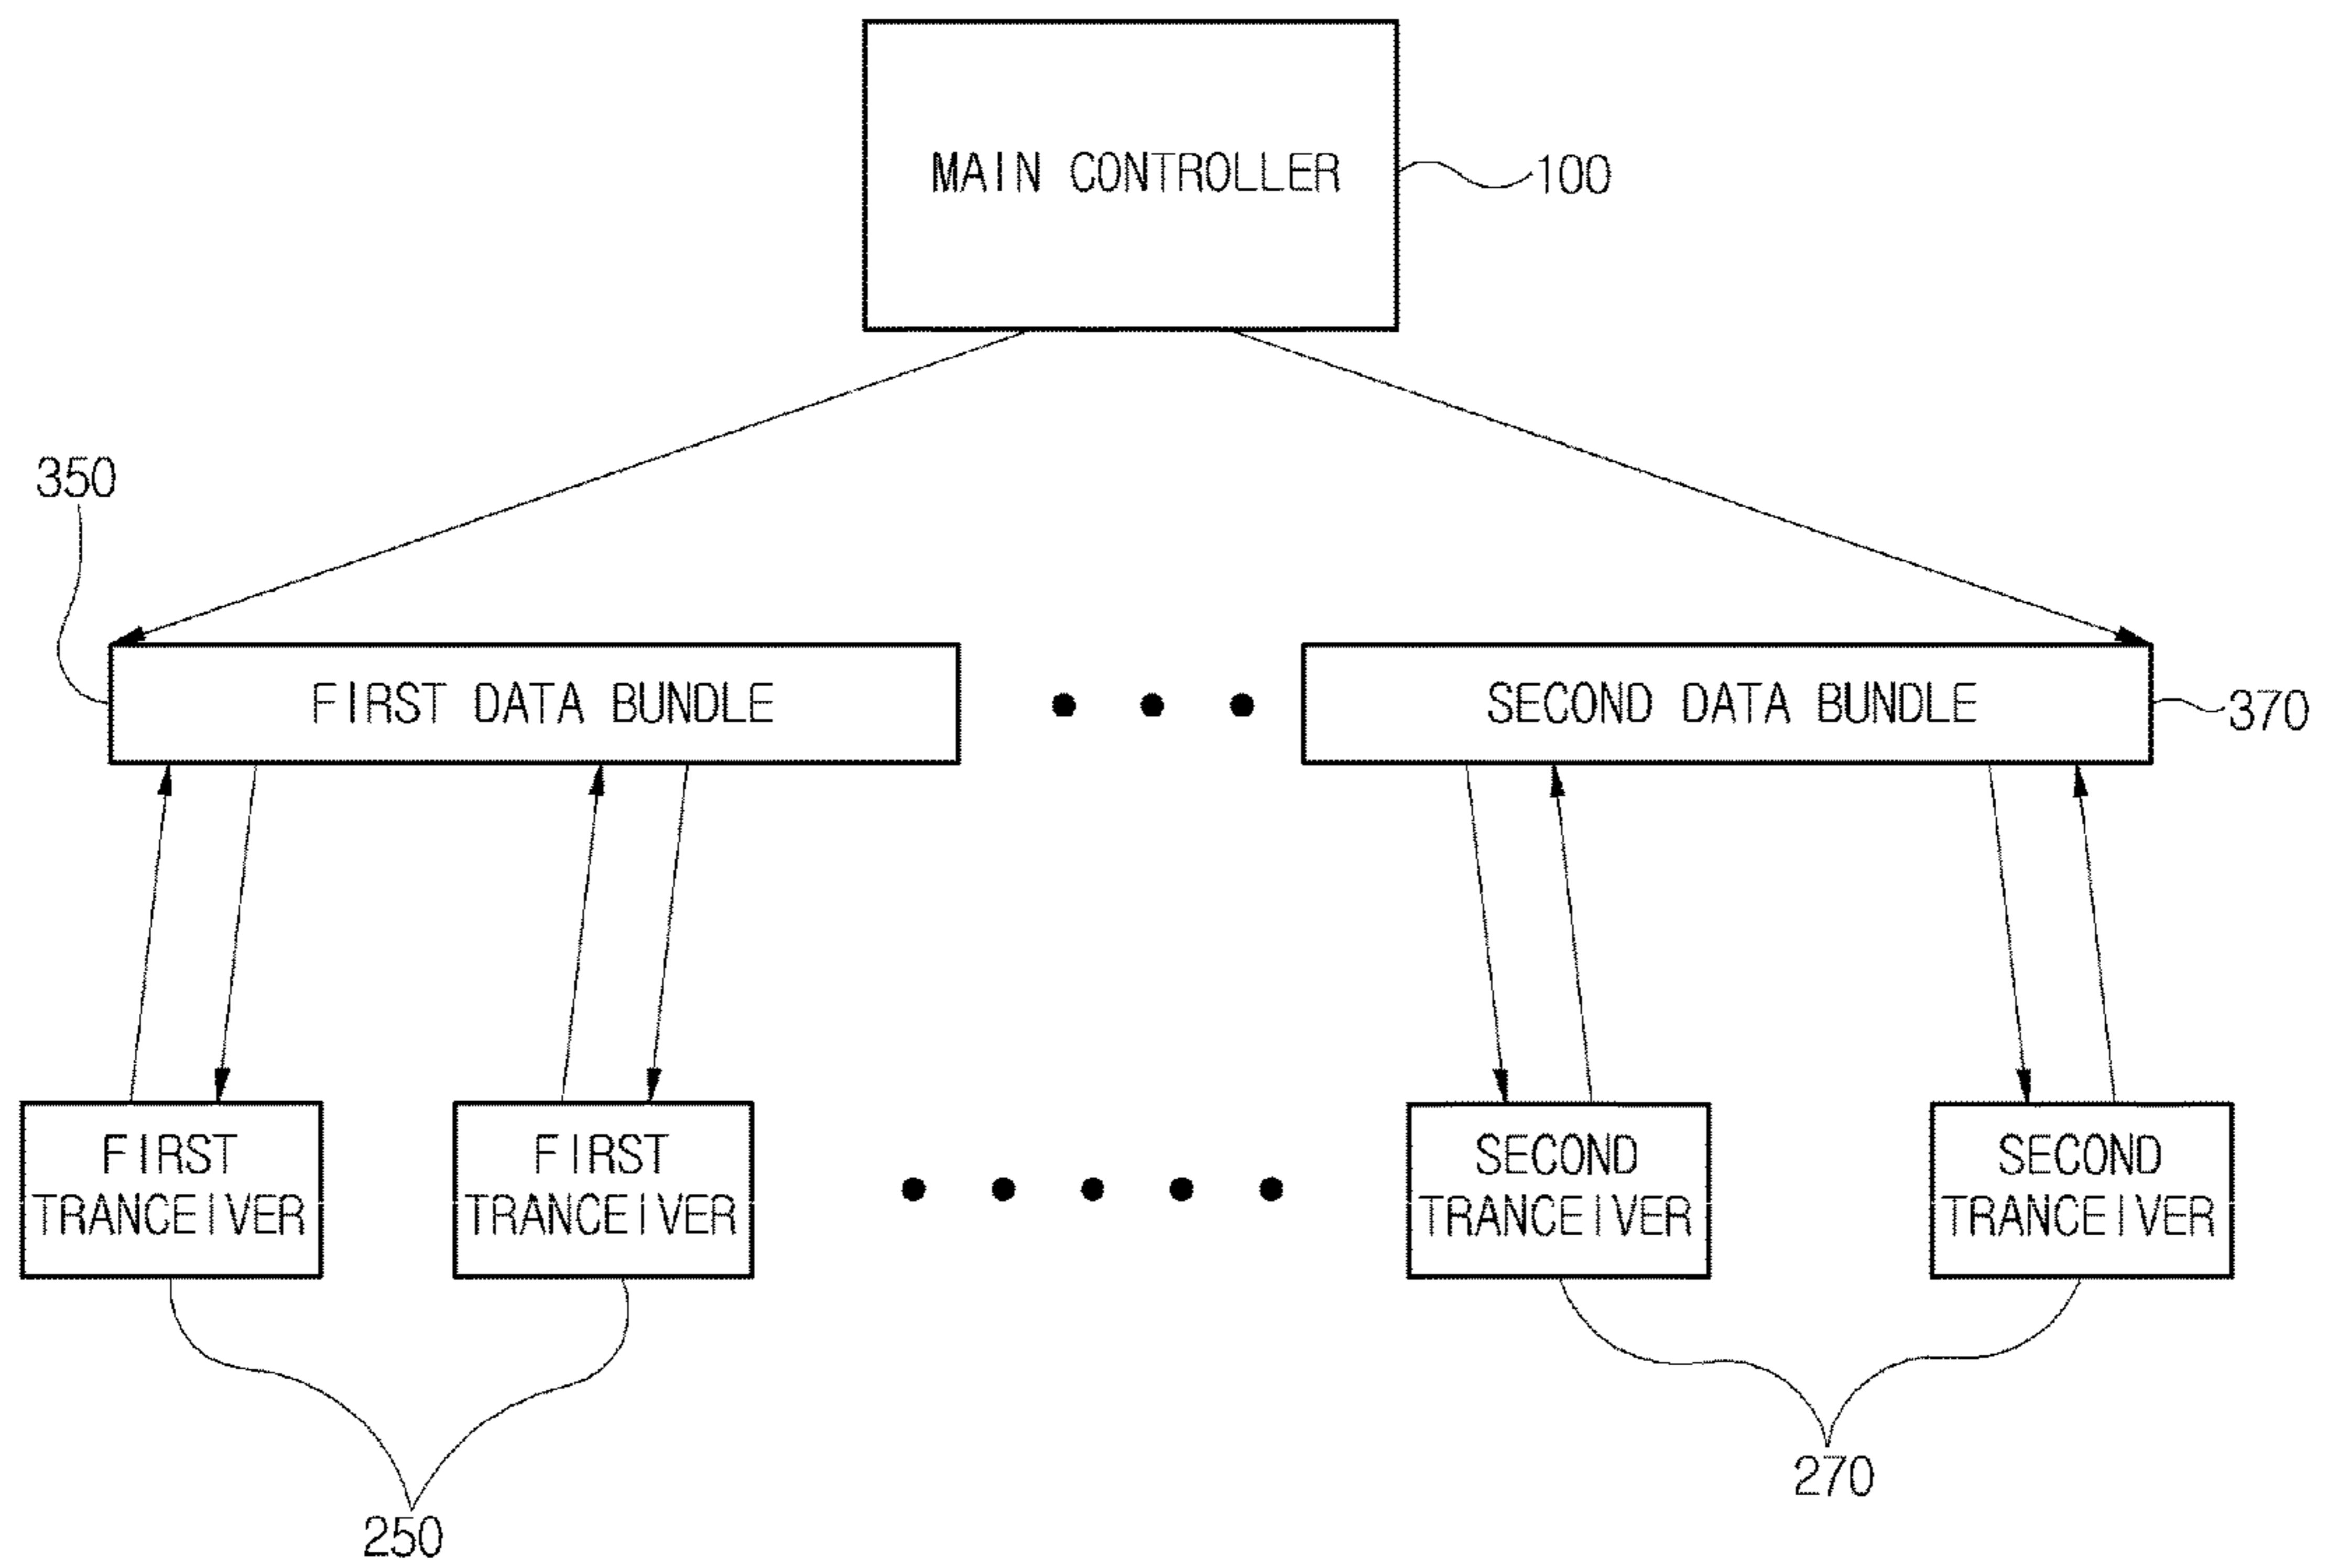 MAIN CONTROLLER
100
350
FIRST DATA BUNDLE
SECOND DATA BUNDLE
370
FIRST
TRANCEIVER
FIRST
TRANCEIVER
SECOND
TRANCEIVER
SECOND
TRANCEIVER
250
270